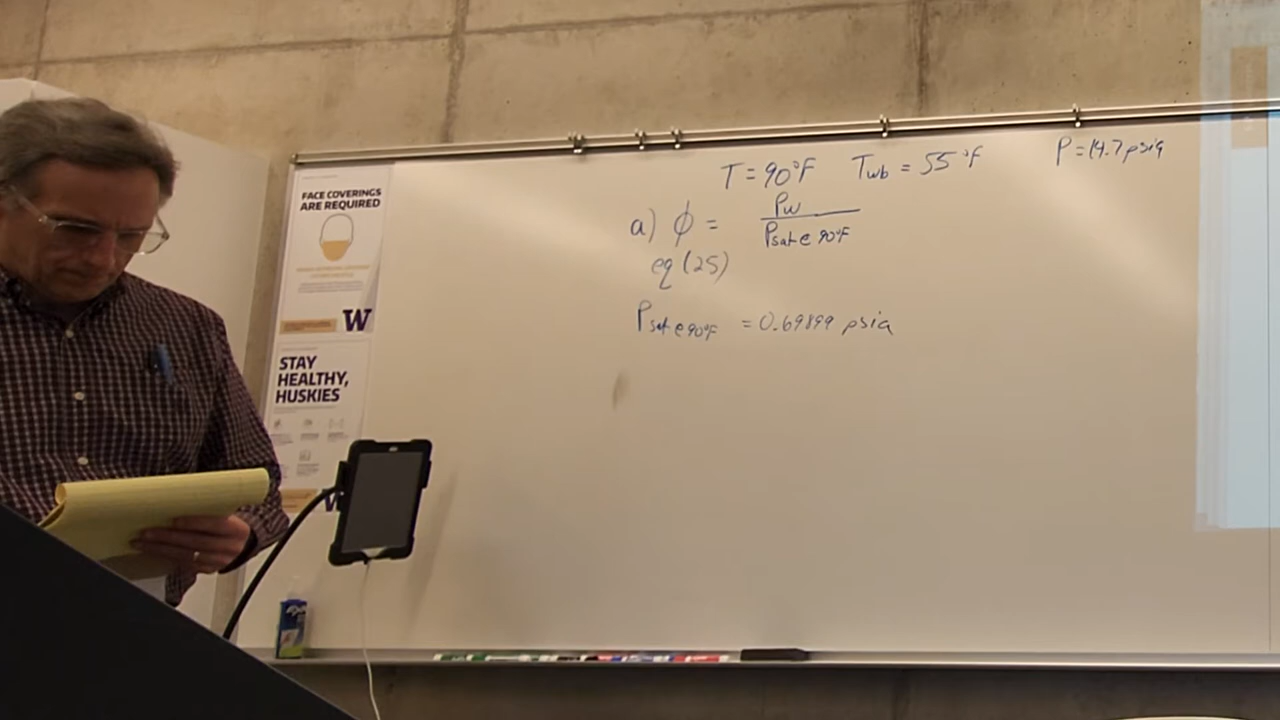 T = 90°F Twb = 55°F P = 14.7 psia
a) ϕ = Pw / Psat @ 90°F
eq (25)
Psat @ 90°F = 0.69899 psia
FACE COVERINGS
ARE REQUIRED
W
STAY
HEALTHY,
HUSKIES
W